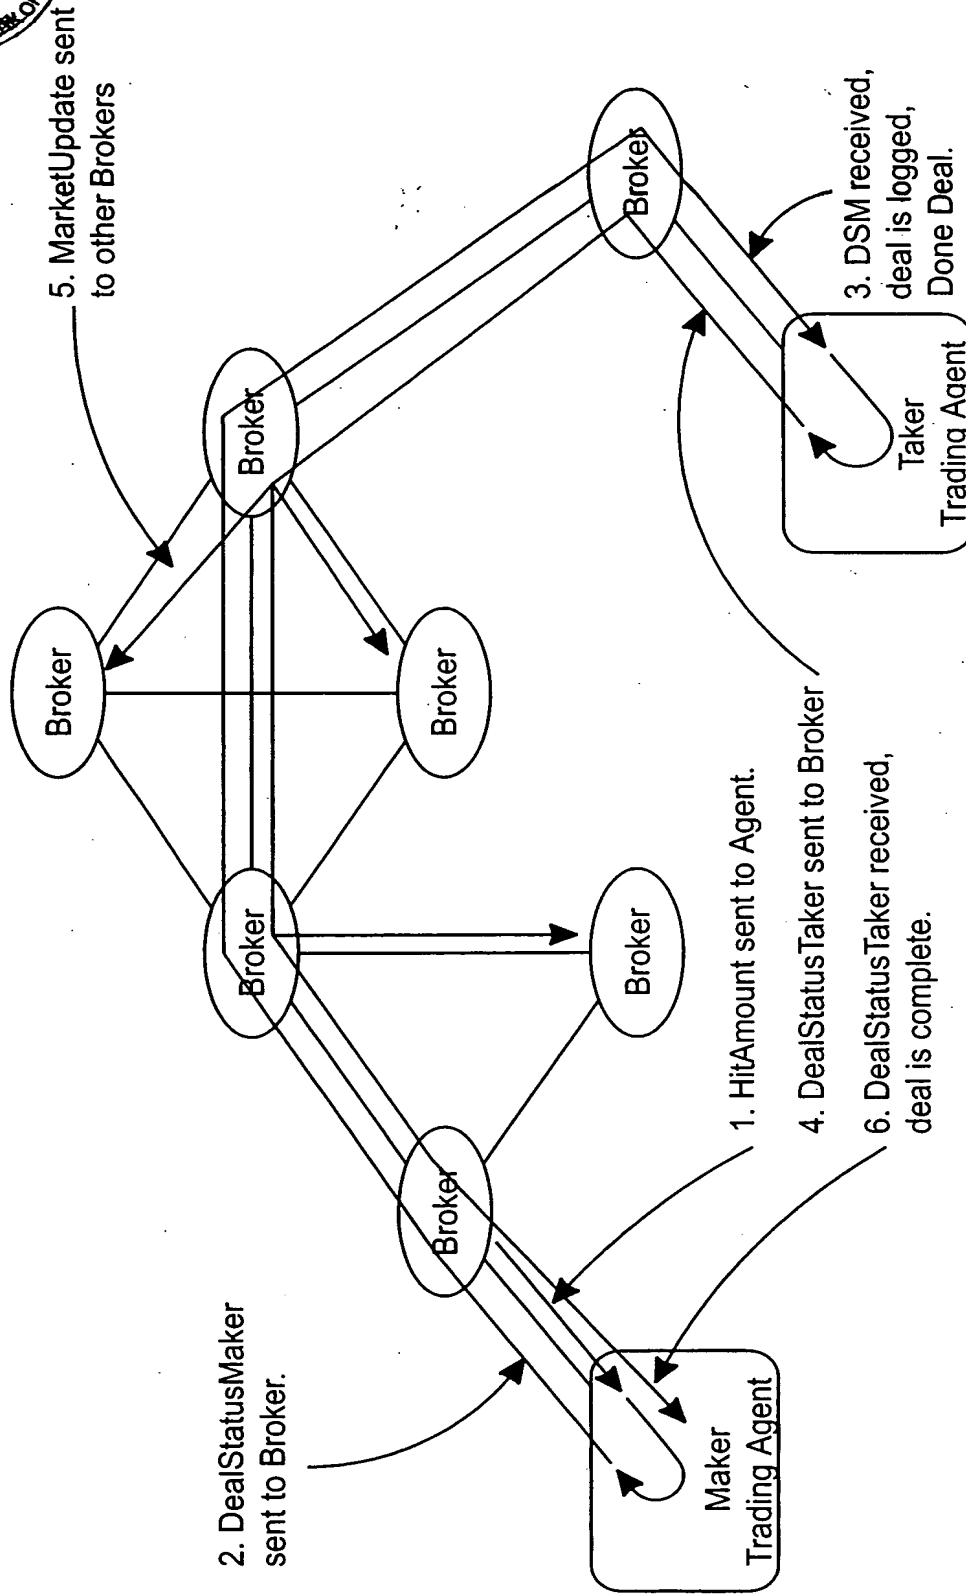 Broker
5. MarketUpdate sent
to other Brokers
2. DealStatusMaker
sent to Broker.
Broker
Broker
Broker
Broker
Broker
Broker
Maker
Trading Agent
1. HitAmount sent to Agent.
4. DealStatusTaker sent to Broker
6. DealStatusTaker received,
deal is complete.
Taker
Trading Agent
3. DSM received,
deal is logged,
Done Deal.